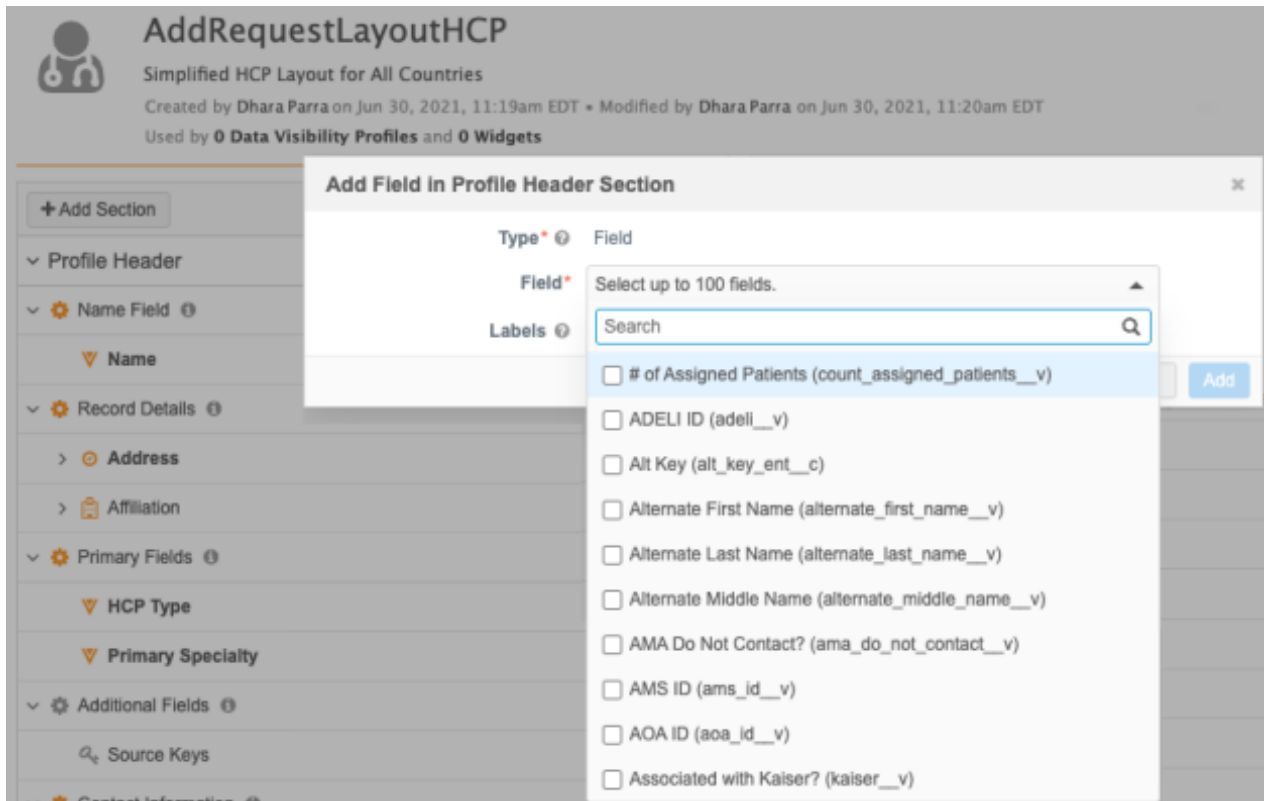 AddRequestLayoutHCP
Simplified HCP Layout for All Countries
Created by Dhara Parra on Jun 30, 2021, 11:19am EDT • Modified by Dhara Parra on Jun 30, 2021, 11:20am EDT
Used by 0 Data Visibility Profiles and 0 Widgets
+ Add Section
Profile Header
Name Field
Name
Record Details
Address
Affiliation
Primary Fields
HCP Type
Primary Specialty
Additional Fields
Source Keys
Contact Information
Add Field in Profile Header Section
Type* Field
Field* Select up to 100 fields.
Labels
Search
# of Assigned Patients (count_assigned_patients__v)
ADELI ID (adeli__v)
Alt Key (alt_key_ent__c)
Alternate First Name (alternate_first_name__v)
Alternate Last Name (alternate_last_name__v)
Alternate Middle Name (alternate_middle_name__v)
AMA Do Not Contact? (ama_do_not_contact__v)
AMS ID (ams_id__v)
AOA ID (aoa_id__v)
Associated with Kaiser? (kaiser__v)
Add